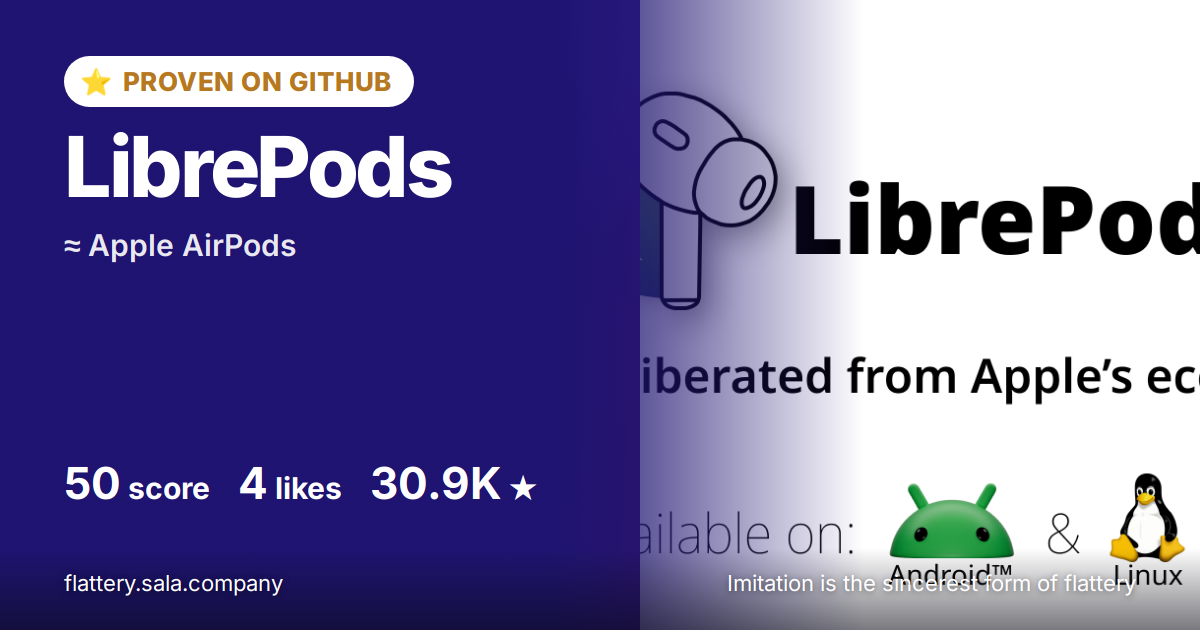 ⭐ PROVEN ON GITHUB
LibrePods
≈ Apple AirPods
50 score 4 likes 30.9K ★
flattery.sala.company
LibrePod
iberated from Apple’s ec
ailable on:
&
Android™
Linux
Imitation is the sincerest form of flattery